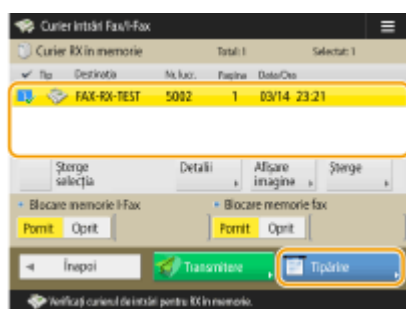 Curier intrări Fax/I-Fax
Curier RX în memorie Total: 1 Selectat: 1
Tip Destinație Nr. lucr. Pagina Data/Ora
FAX-RX-TEST 5002 1 03/14 23:21
Șterge selecția Detalii Afișare imagine Șterge
Blocare memorie I-Fax Blocare memorie fax
Pornit Oprit Pornit Oprit
Înapoi Transmitere Tipărire
Verificați curierul de intrări pentru RX în memorie.